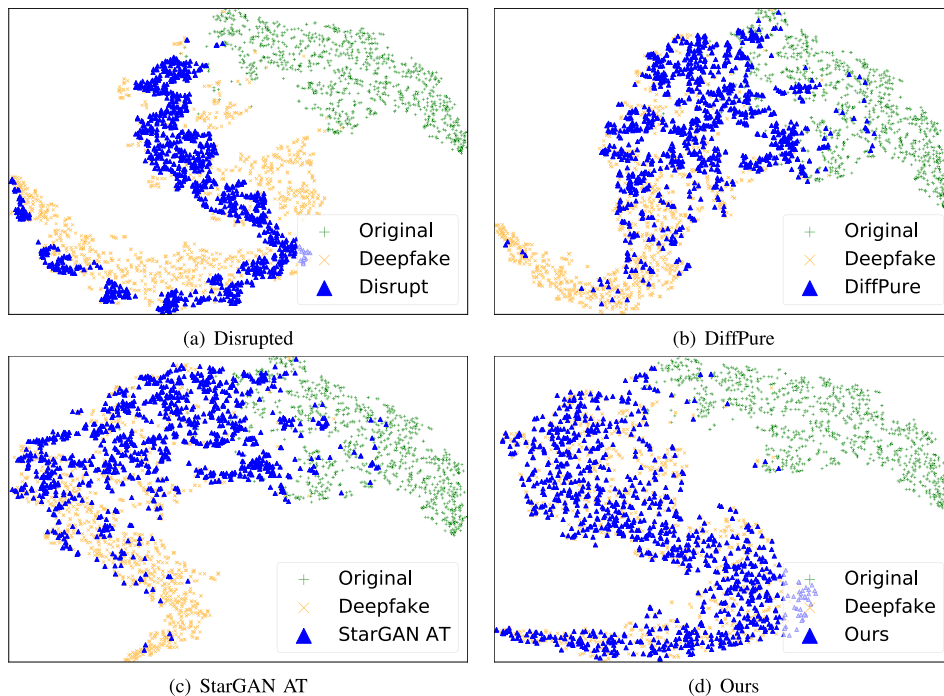 Original
Deepfake
Disrupt
(a) Disrupted
Original
Deepfake
DiffPure
(b) DiffPure
Original
Deepfake
StarGAN AT
(c) StarGAN AT
Original
Deepfake
Ours
(d) Ours